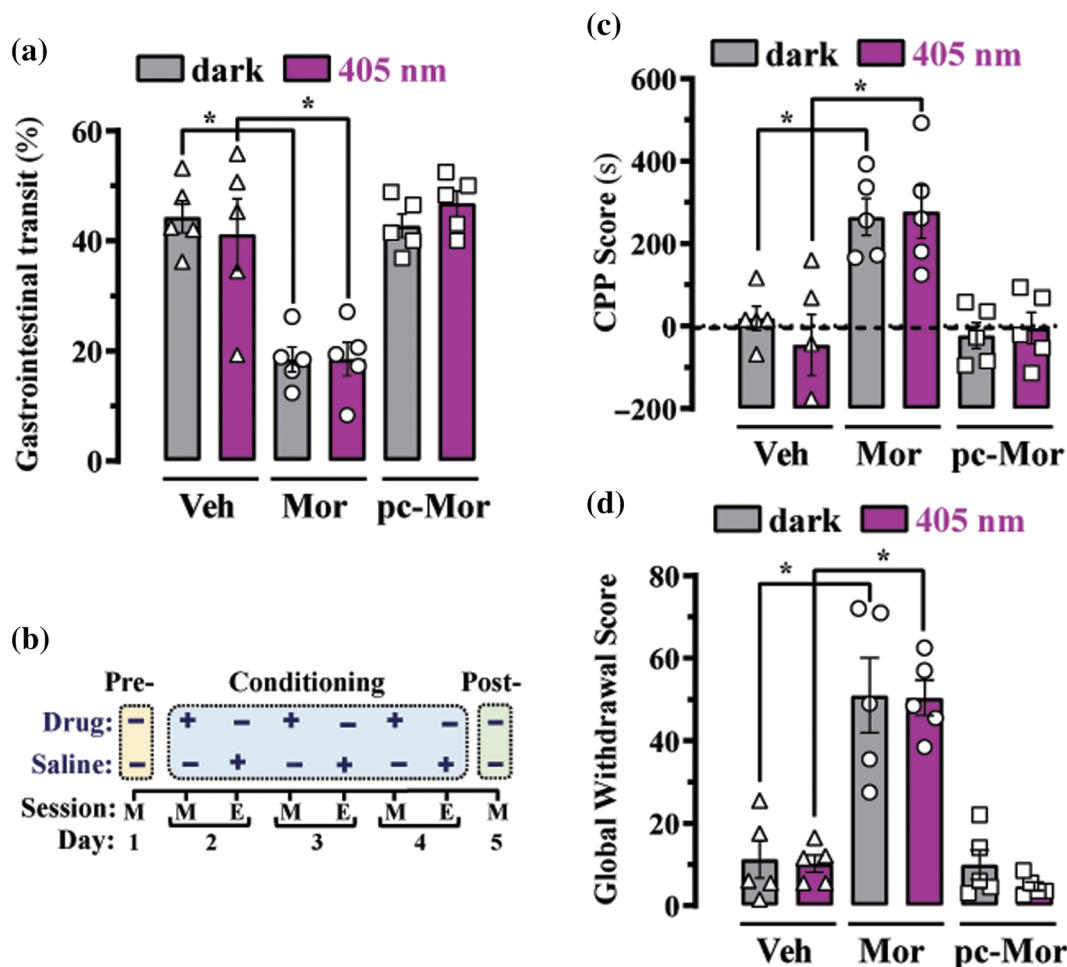 (a)
dark 405 nm
* *
Gastrointestinal transit (%)
60
40
20
0
Veh Mor pc-Mor
(b)
Pre- Conditioning Post-
Drug: − + − + − + − −
Saline: − − + − + − + −
Session: M M E M E M E M
Day: 1 2 3 4 5
(c)
dark 405 nm
* *
CPP Score (s)
600
400
200
0
−200
Veh Mor pc-Mor
(d)
dark 405 nm
* *
Global Withdrawal Score
80
60
40
20
0
Veh Mor pc-Mor